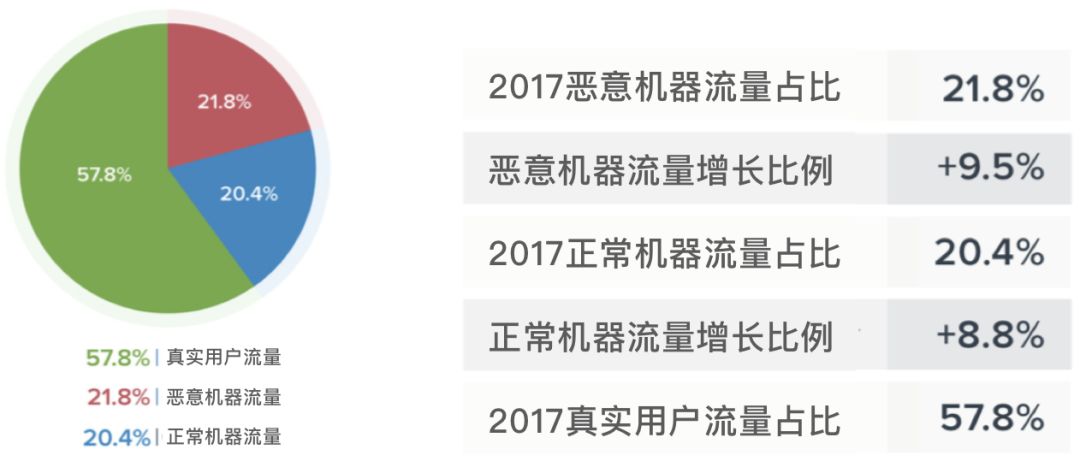 21.8%
57.8%
20.4%
57.8% | 真实用户流量
21.8% | 恶意机器流量
20.4% | 正常机器流量
2017恶意机器流量占比 21.8%
恶意机器流量增长比例 +9.5%
2017正常机器流量占比 20.4%
正常机器流量增长比例 +8.8%
2017真实用户流量占比 57.8%